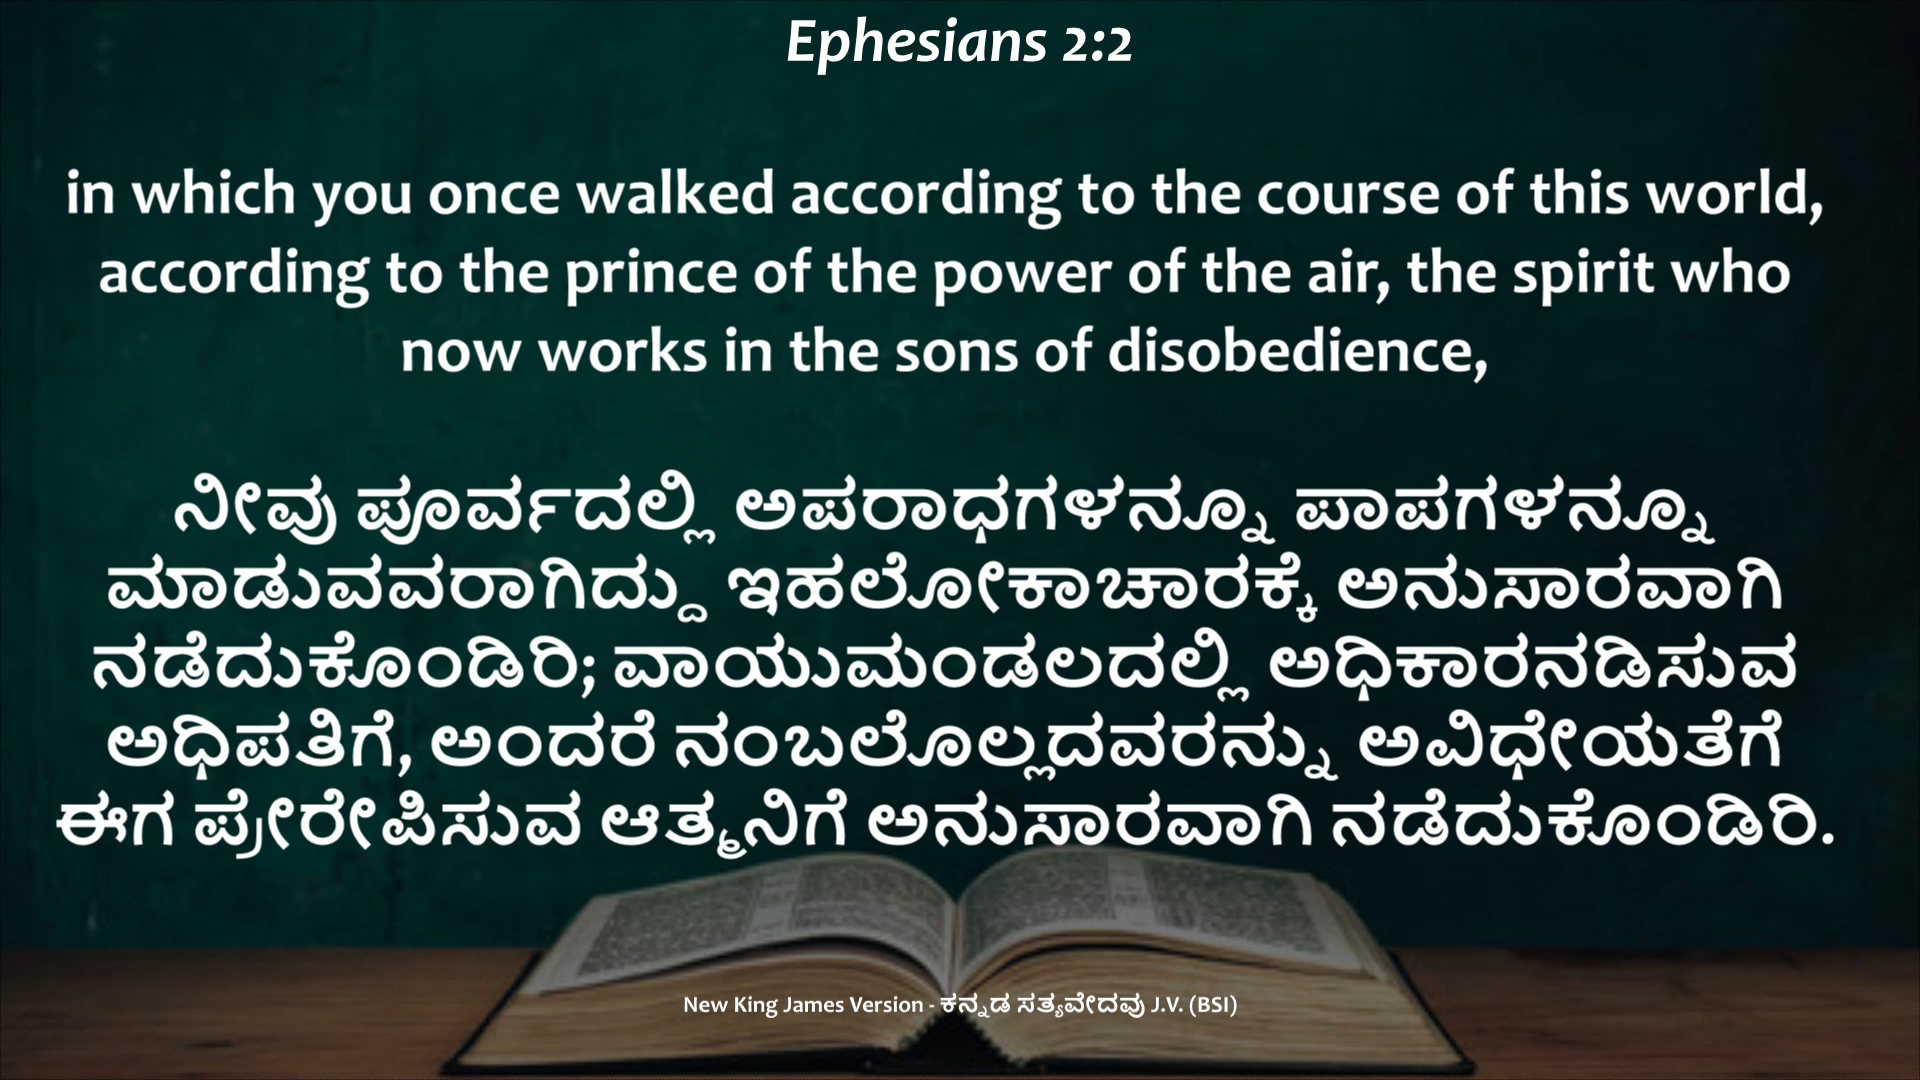 Ephesians 2:2
in which you once walked according to the course of this world,
according to the prince of the power of the air, the spirit who
now works in the sons of disobedience,
ನೀವು ಪೂರ್ವದಲ್ಲಿ ಅಪರಾಧಗಳನ್ನೂ ಪಾಪಗಳನ್ನೂ
ಮಾಡುವವರಾಗಿದ್ದು ಇಹಲೋಕಾಚಾರಕ್ಕೆ ಅನುಸಾರವಾಗಿ
ನಡೆದುಕೊಂಡಿರಿ; ವಾಯುಮಂಡಲದಲ್ಲಿ ಅಧಿಕಾರನಡಿಸುವ
ಅಧಿಪತಿಗೆ, ಅಂದರೆ ನಂಬಲೊಲ್ಲದವರನ್ನು ಅವಿಧೇಯತೆಗೆ
ಈಗ ಪ್ರೇರೇಪಿಸುವ ಆತ್ಮನಿಗೆ ಅನುಸಾರವಾಗಿ ನಡೆದುಕೊಂಡಿರಿ.
New King James Version - ಕನ್ನಡ ಸತ್ಯವೇದವು J.V. (BSI)